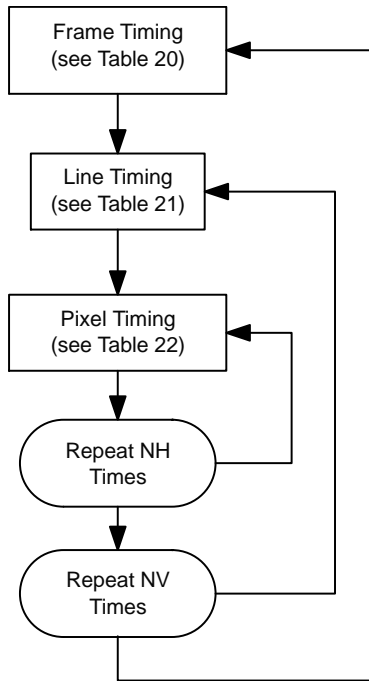 Frame Timing
(see Table 20)
Line Timing
(see Table 21)
Pixel Timing
(see Table 22)
Repeat NH
Times
Repeat NV
Times